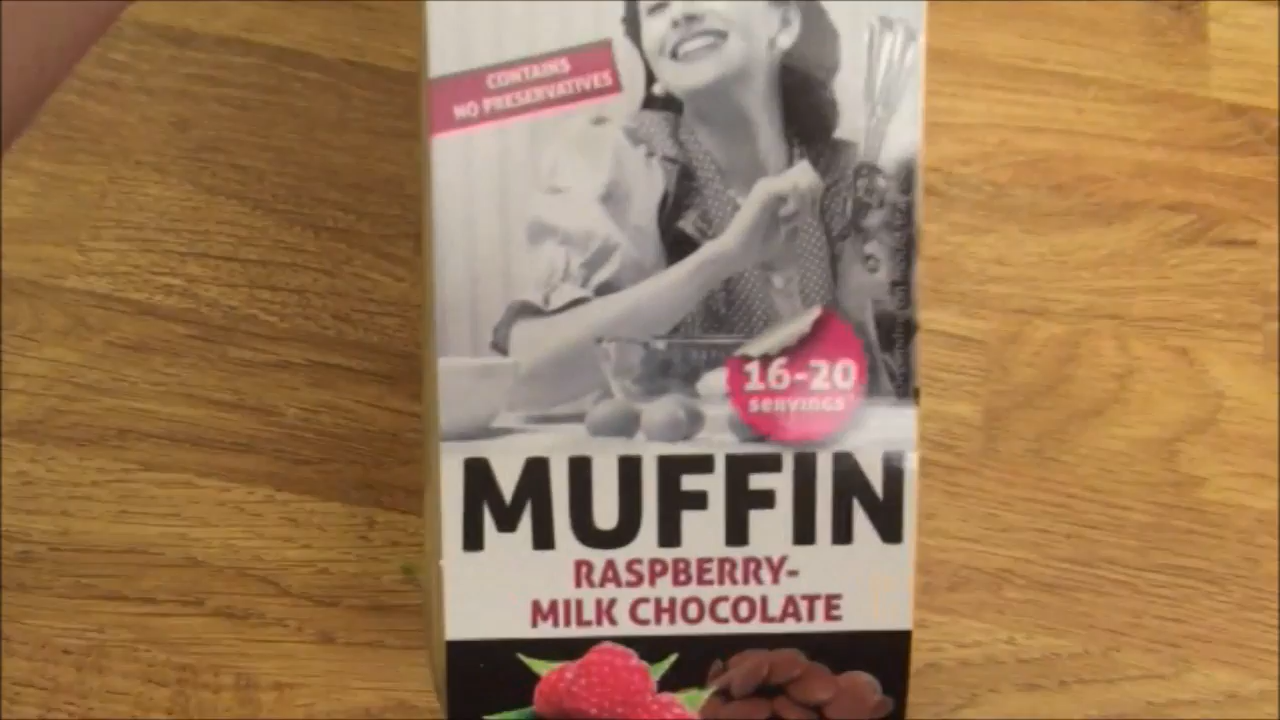 CONTAINS
NO PRESERVATIVES
16-20
servings
MUFFIN
RASPBERRY-
MILK CHOCOLATE